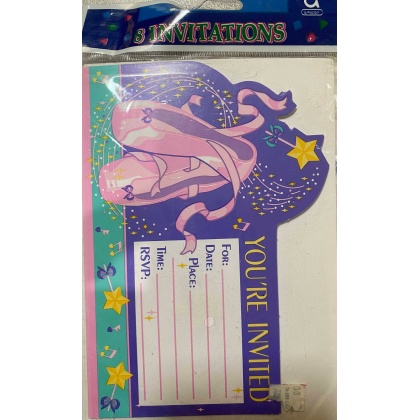 8 INVITATIONS
YOU'RE INVITED
FOR:
DATE:
PLACE:
TIME:
RSVP: